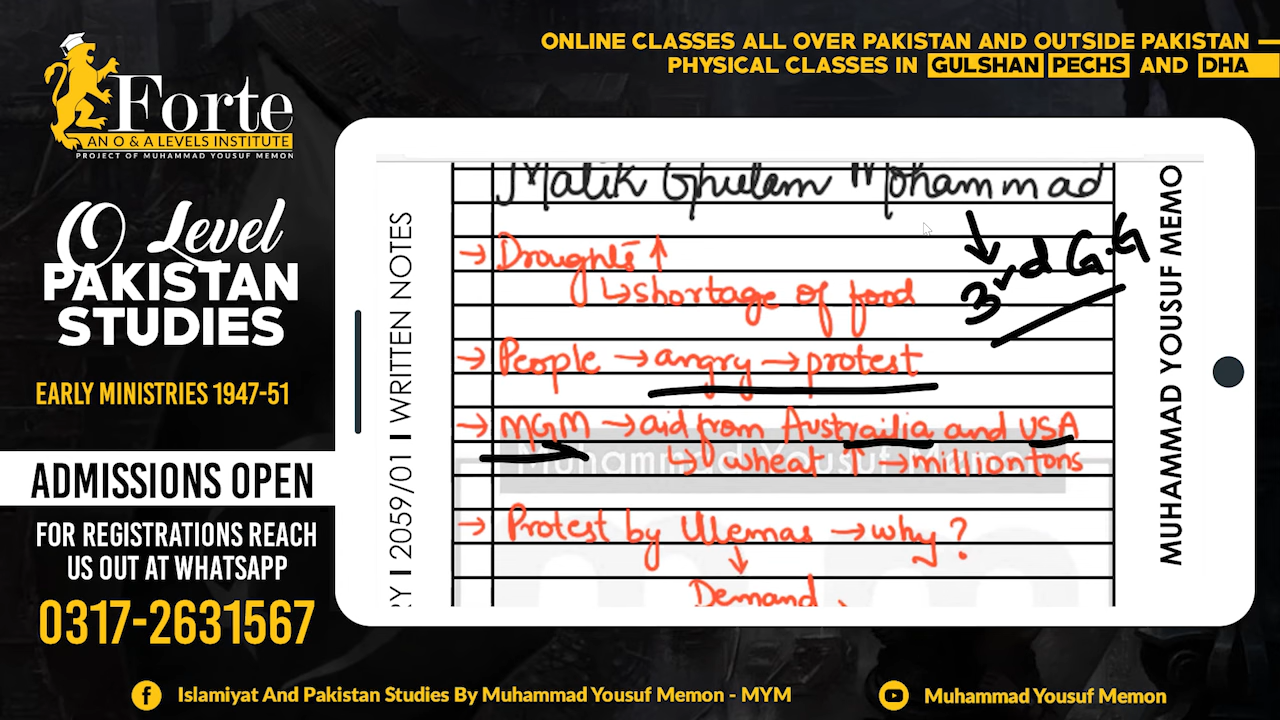 ONLINE CLASSES ALL OVER PAKISTAN AND OUTSIDE PAKISTAN
PHYSICAL CLASSES IN GULSHAN PECHS AND DHA
Forte
AN O & A LEVELS INSTITUTE
PROJECT OF MUHAMMAD YOUSUF MEMON
O Level
PAKISTAN
STUDIES
EARLY MINISTRIES 1947-51
ADMISSIONS OPEN
FOR REGISTRATIONS REACH
US OUT AT WHATSAPP
0317-2631567
RY I 2059/01 I WRITTEN NOTES
Malik Ghulam Mohammad
↓
3rd G.G
→ Droughts ↑
↳ shortage of food
→ People → angry → protest
→ MGM → aid from Austrailia and USA
↳ wheat ↑ → million tons
Muhammad Yousuf Memon
→ Protest by Ulemas → why?
↓
Demand
MUHAMMAD YOUSUF MEMO
Islamiyat And Pakistan Studies By Muhammad Yousuf Memon - MYM
Muhammad Yousuf Memon